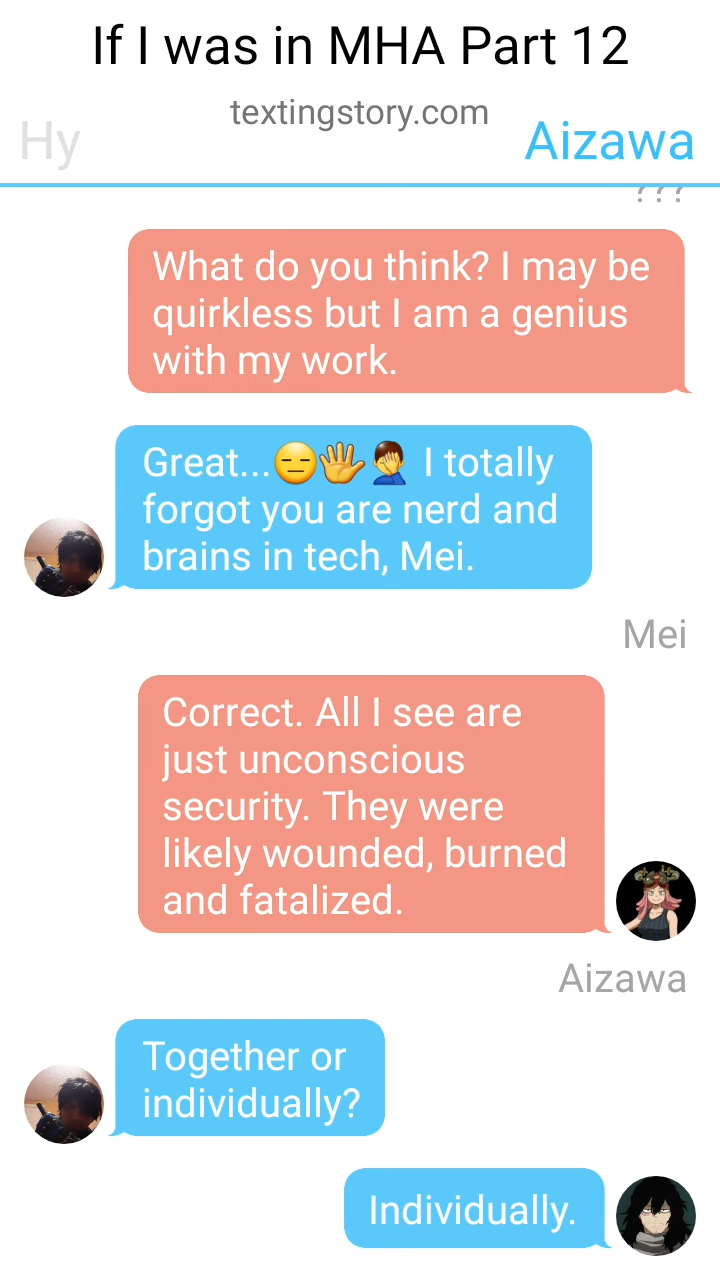 If I was in MHA Part 12
textingstory.com
Hy
Aizawa
???
What do you think? I may be
quirkless but I am a genius
with my work.
Great...😑🖐🤦‍♂️ I totally
forgot you are nerd and
brains in tech, Mei.
Mei
Correct. All I see are
just unconscious
security. They were
likely wounded, burned
and fatalized.
Aizawa
Together or
individually?
Individually.